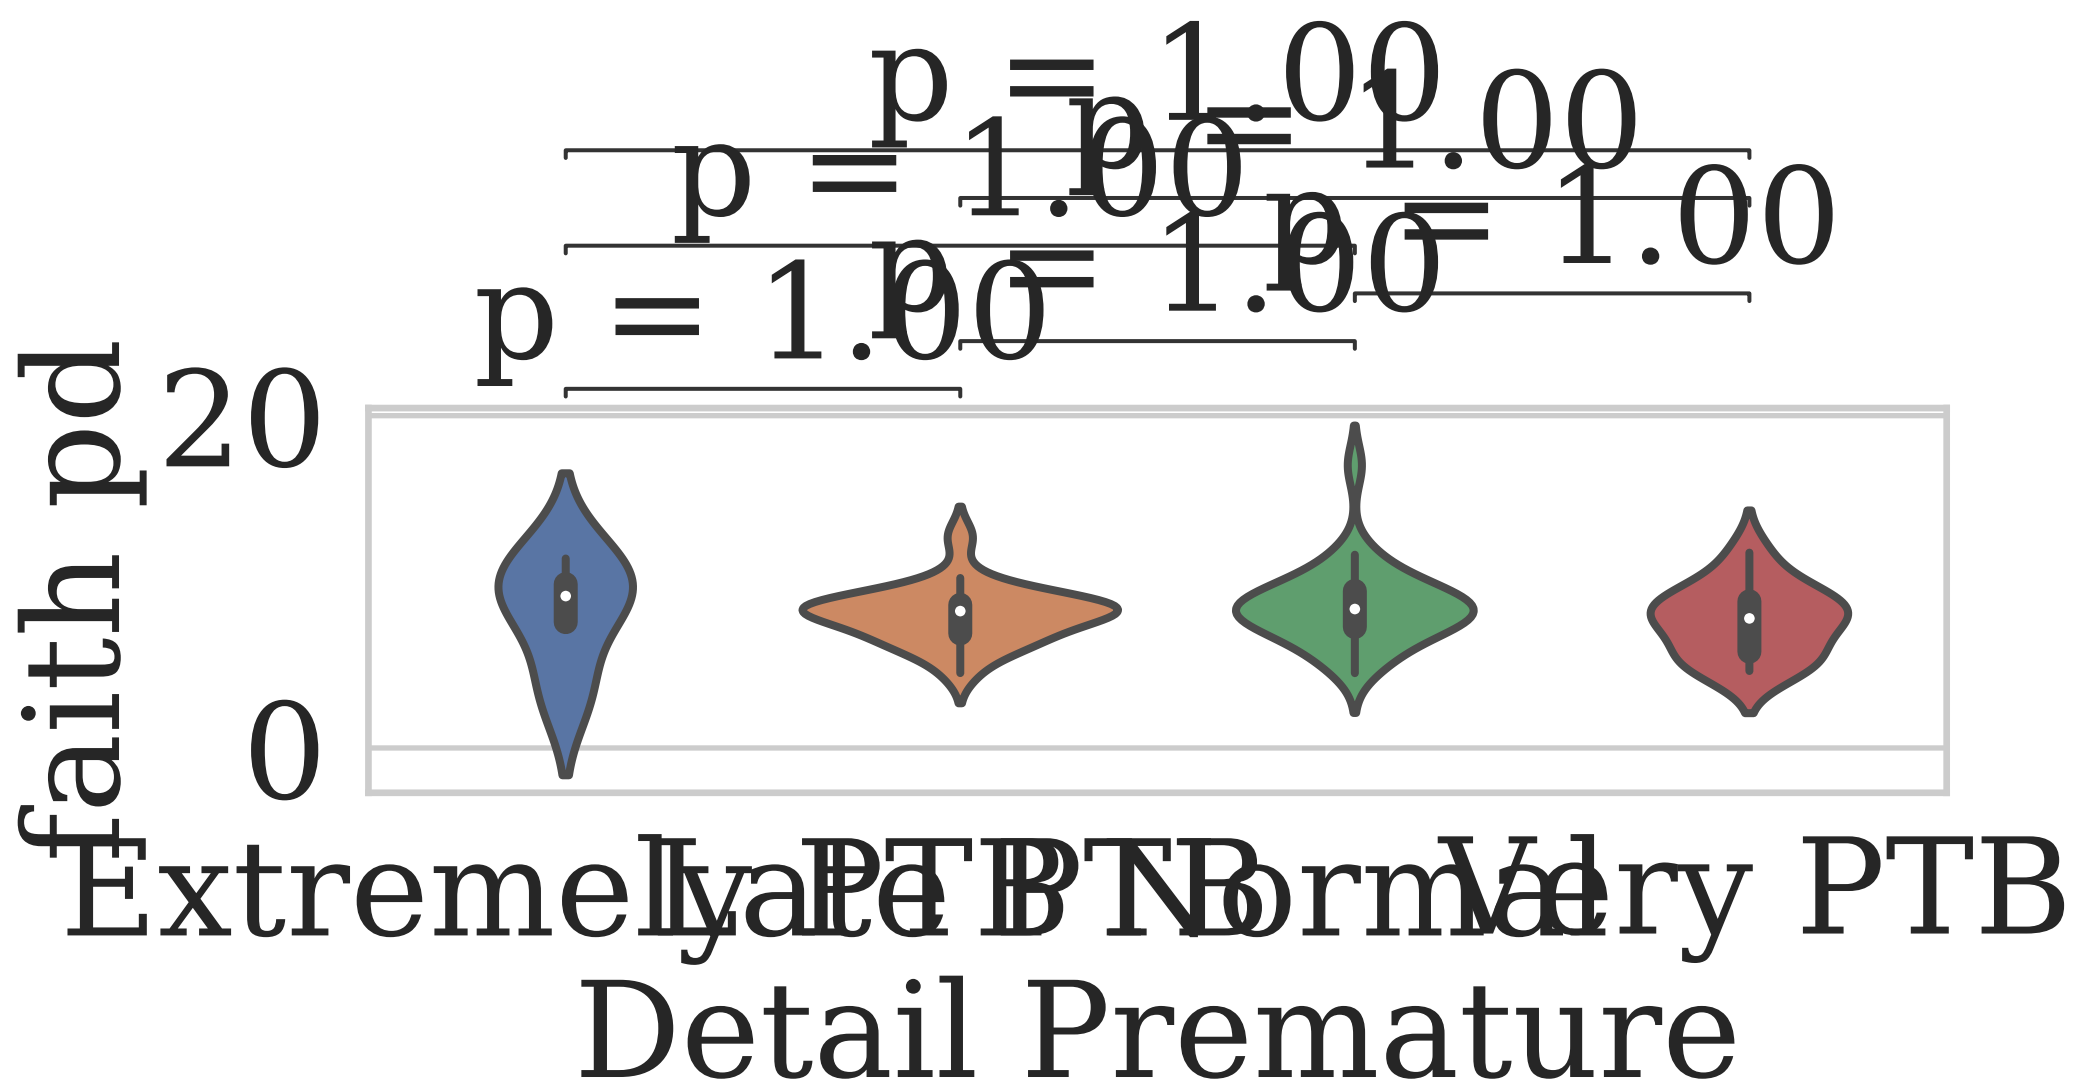 p = 1.00
p = 1.00
p = 1.00
p = 1.00
p = 1.00
p = 1.00
faith pd
20
0
Extremely PTB
Late PTB
Normal
Very PTB
Detail Premature